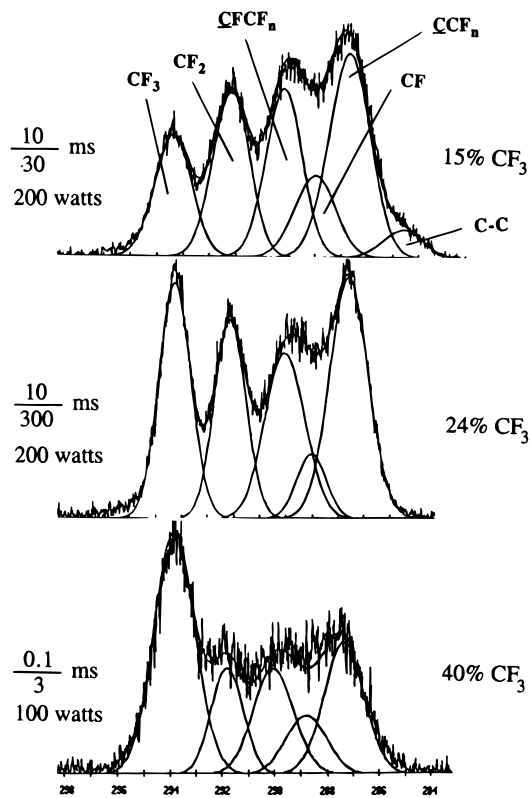 CF3 CF2 CFCFn CCFn
CF
10/30 ms
200 watts
15% CF3
C-C
10/300 ms
200 watts
24% CF3
0.1/3 ms
100 watts
40% CF3
298 296 294 292 290 288 286 284